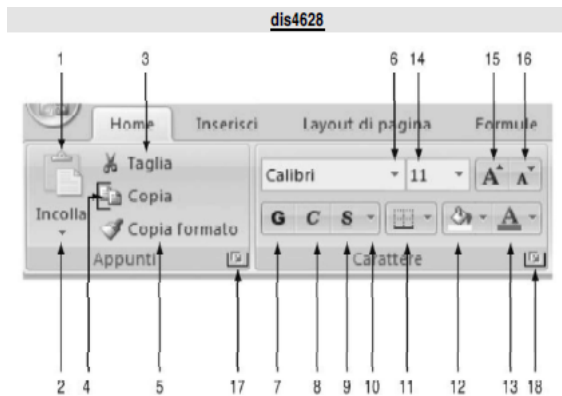 dis4628
1 3 6 14 15 16
Home Inserisci Layout di pagina Formule
Taglia
Calibri 11 A A
Copia
Incolla
G C S A
Copia formato
Appunti Carattere
2 4 5 17 7 8 9 10 11 12 13 18